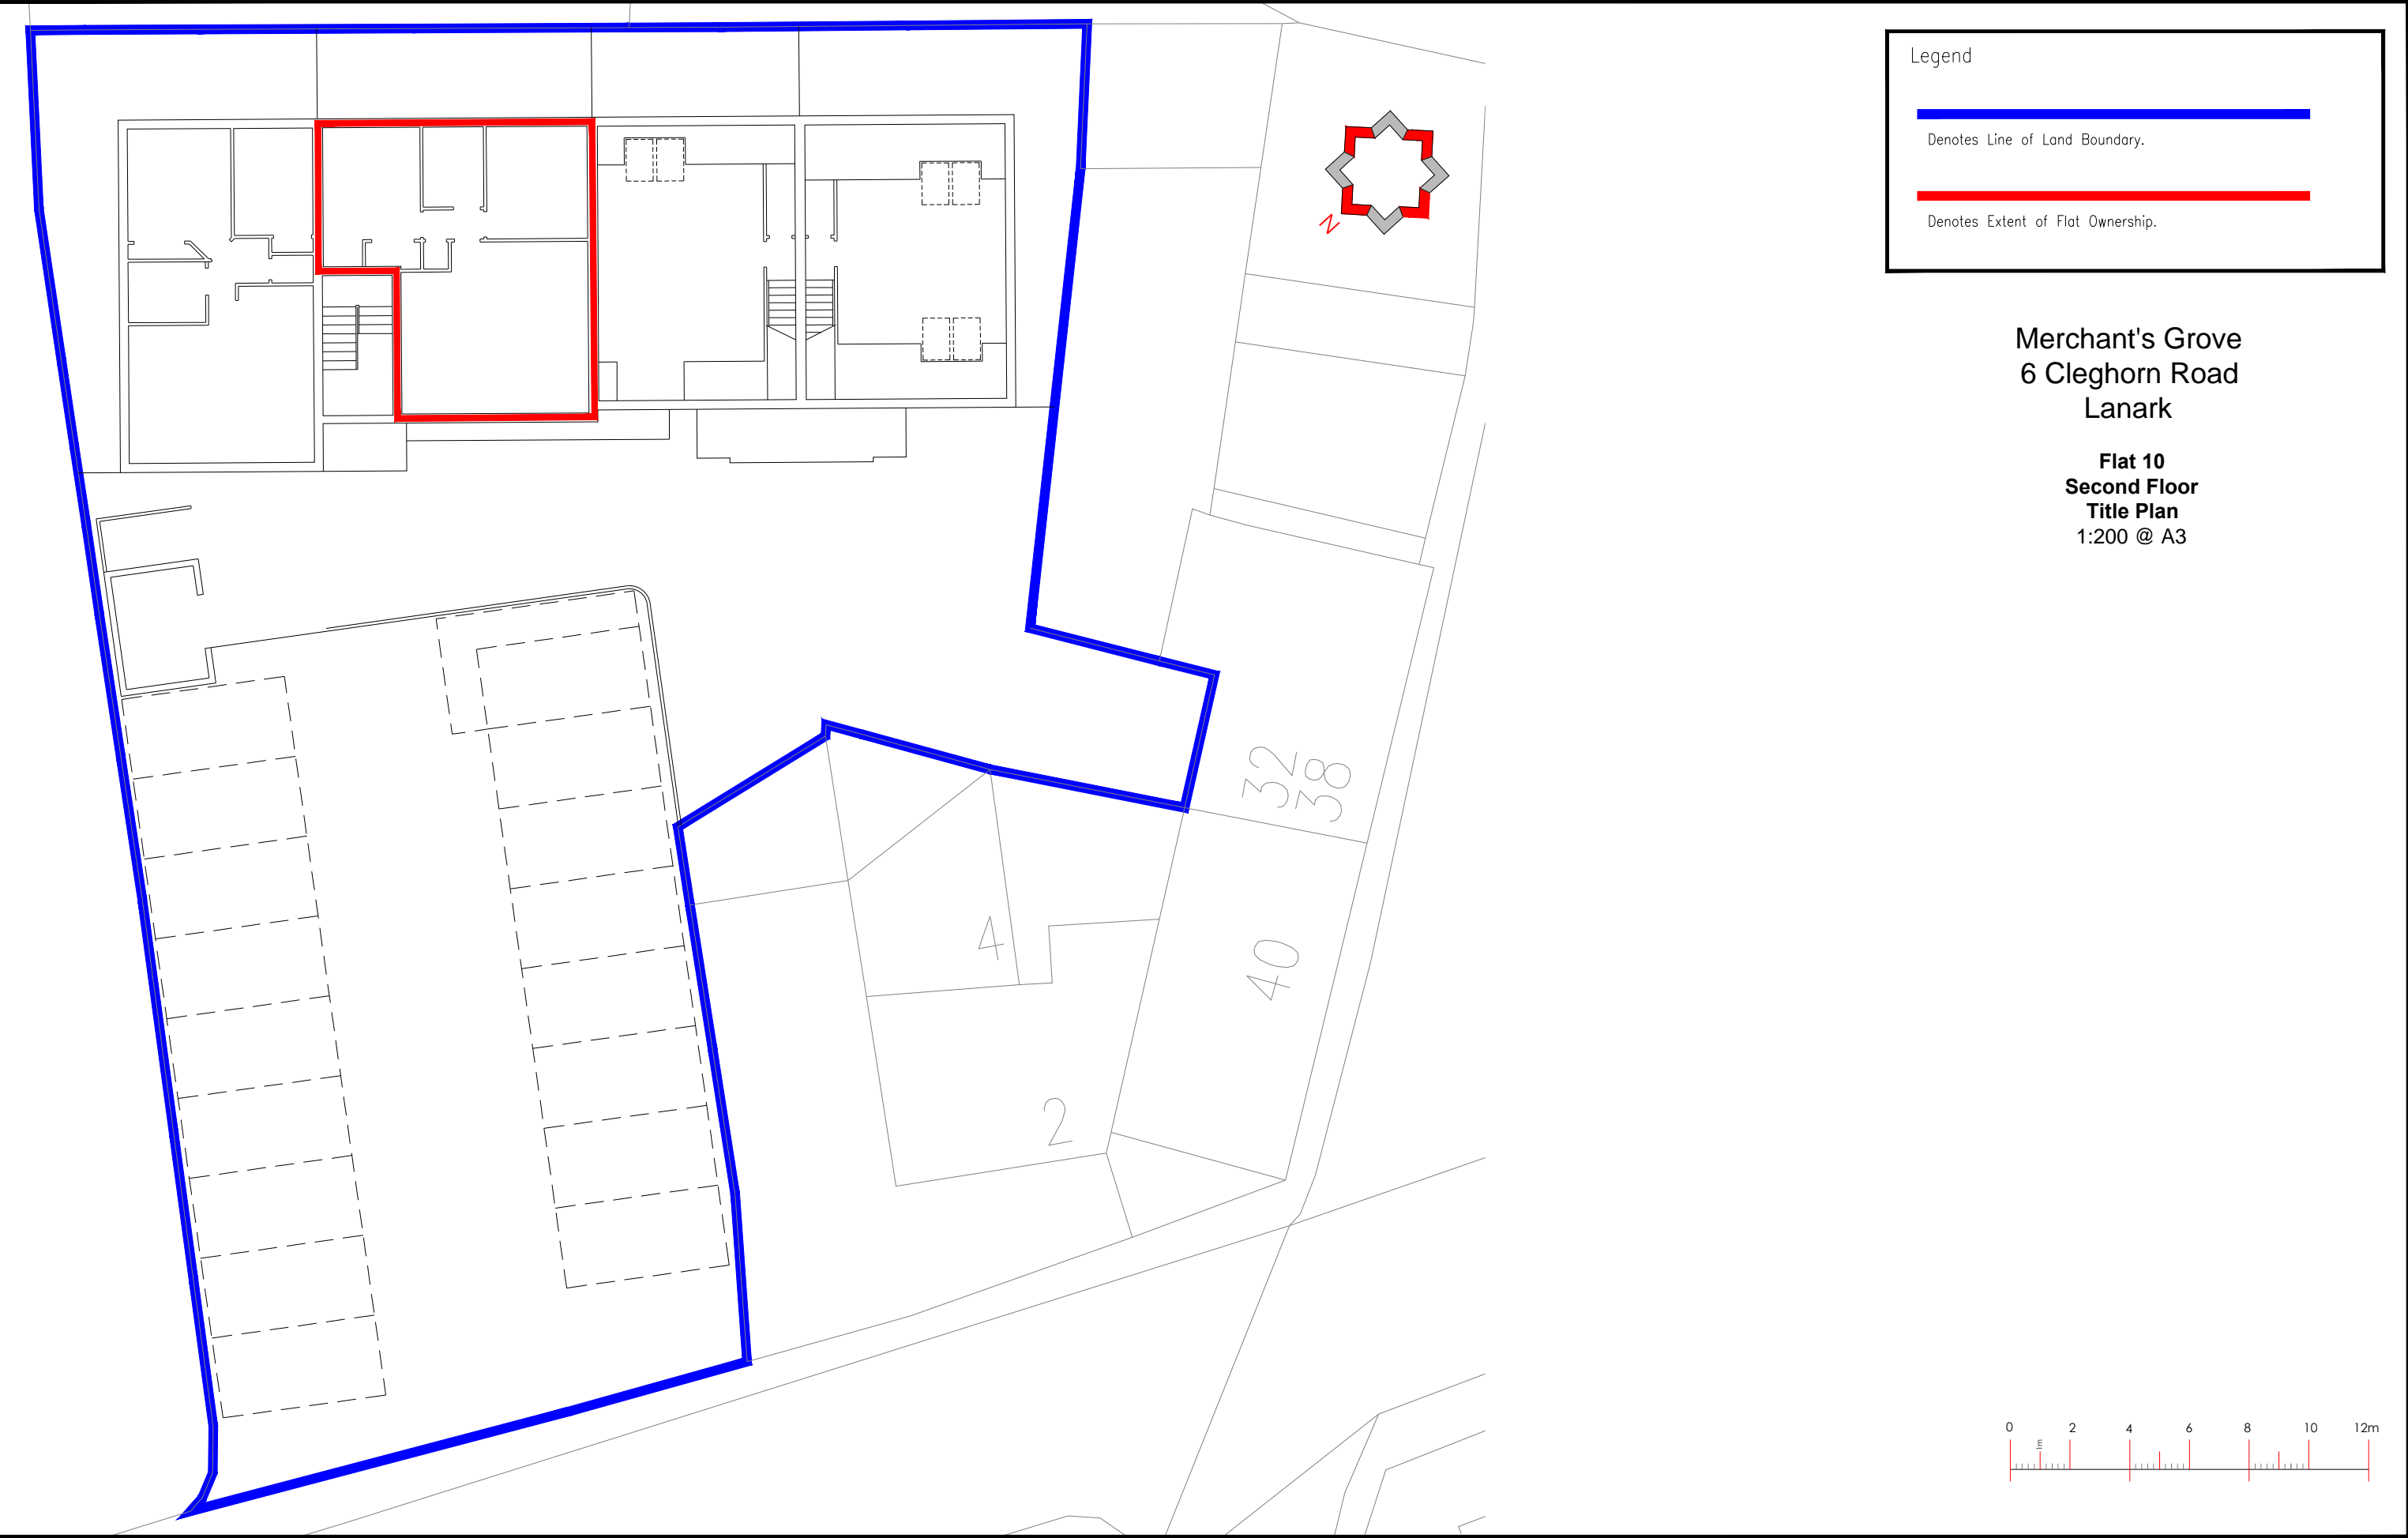 Legend
Denotes Line of Land Boundary.
Denotes Extent of Flat Ownership.
N
Merchant's Grove
6 Cleghorn Road
Lanark
Flat 10
Second Floor
Title Plan
1:200 @ A3
32
38
4
40
2
0 1m 2 4 6 8 10 12m